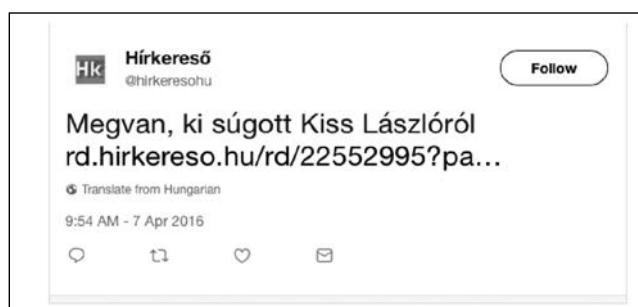 Hk
Hírkereső
@hirkeresohu
Follow
Megvan, ki súgott Kiss Lászlóról
rd.hirkereso.hu/rd/22552995?pa…
Translate from Hungarian
9:54 AM - 7 Apr 2016